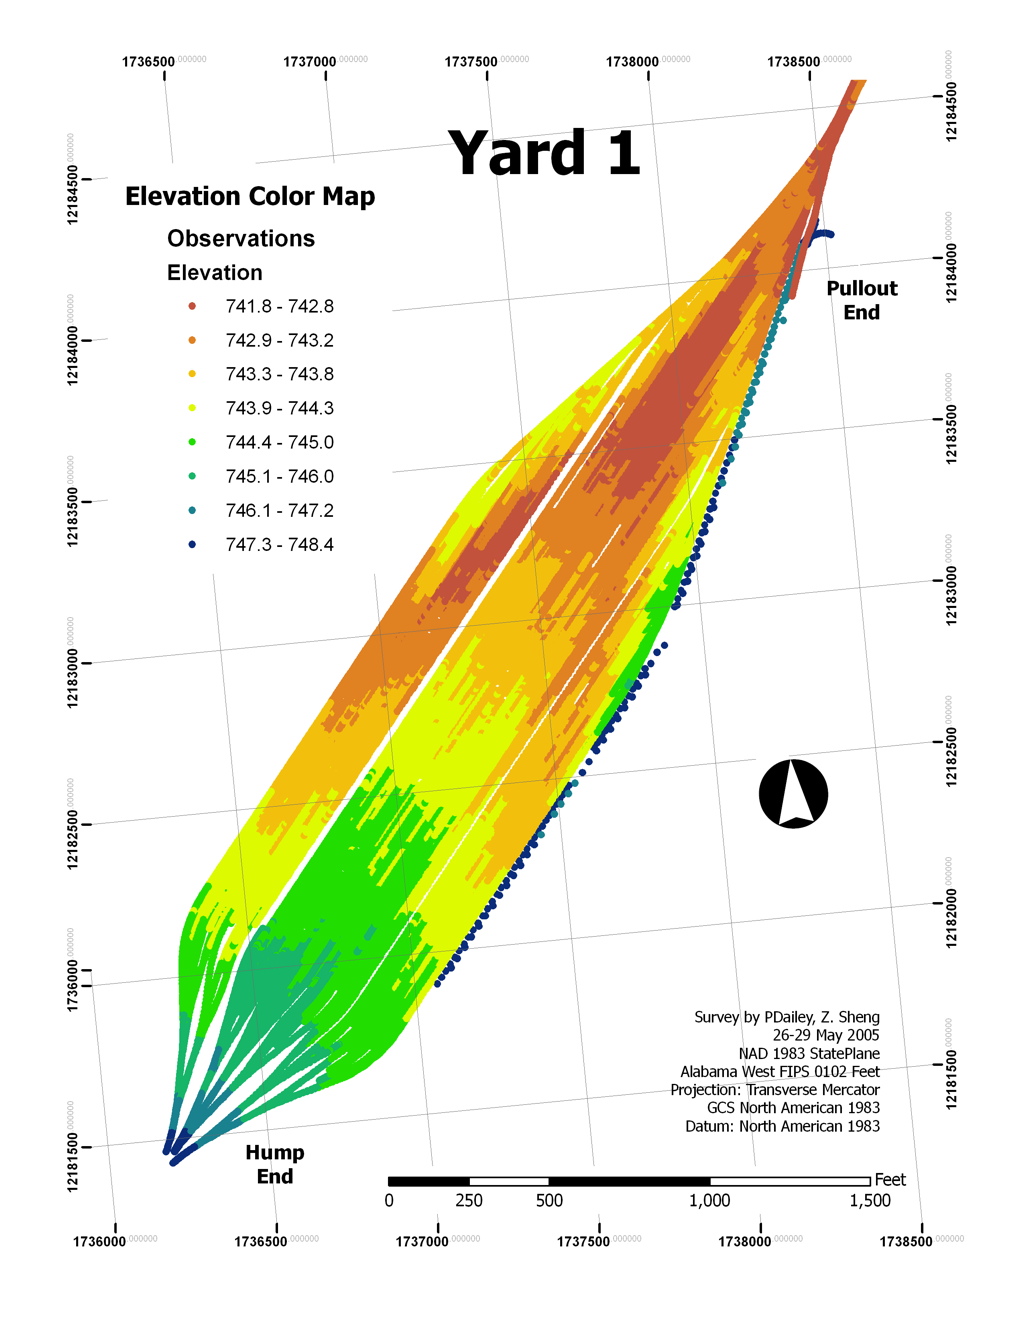 1736500.000000 1737000.000000 1737500.000000 1738000.000000 1738500.000000
Yard 1
Elevation Color Map
Observations
Elevation
741.8 - 742.8
742.9 - 743.2
743.3 - 743.8
743.9 - 744.3
744.4 - 745.0
745.1 - 746.0
746.1 - 747.2
747.3 - 748.4
12184500.000000
12184000.000000
12183500.000000
12183000.000000
12182500.000000
1736000.000000
12181500.000000
12184500.000000
12184000.000000
12183500.000000
12183000.000000
12182500.000000
12182000.000000
12181500.000000
Pullout
End
Survey by PDailey, Z. Sheng
26-29 May 2005
NAD 1983 StatePlane
Alabama West FIPS 0102 Feet
Projection: Transverse Mercator
GCS North American 1983
Datum: North American 1983
Hump
End
Feet
0 250 500 1,000 1,500
1736000.000000 1736500.000000 1737000.000000 1737500.000000 1738000.000000 1738500.000000